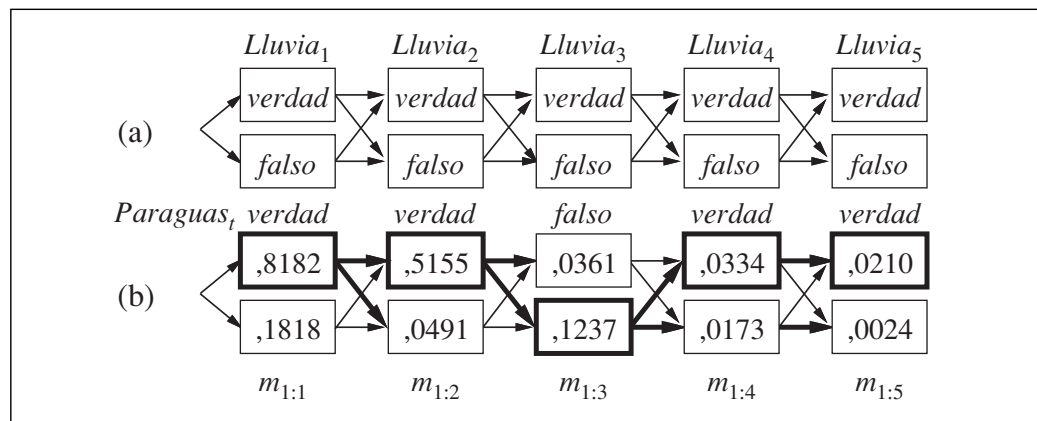 Lluvia₁ Lluvia₂ Lluvia₃ Lluvia₄ Lluvia₅
verdad verdad verdad verdad verdad
(a)
falso falso falso falso falso
Paraguasₜ verdad verdad falso verdad verdad
,8182 ,5155 ,0361 ,0334 ,0210
(b)
,1818 ,0491 ,1237 ,0173 ,0024
m₁:₁ m₁:₂ m₁:₃ m₁:₄ m₁:₅